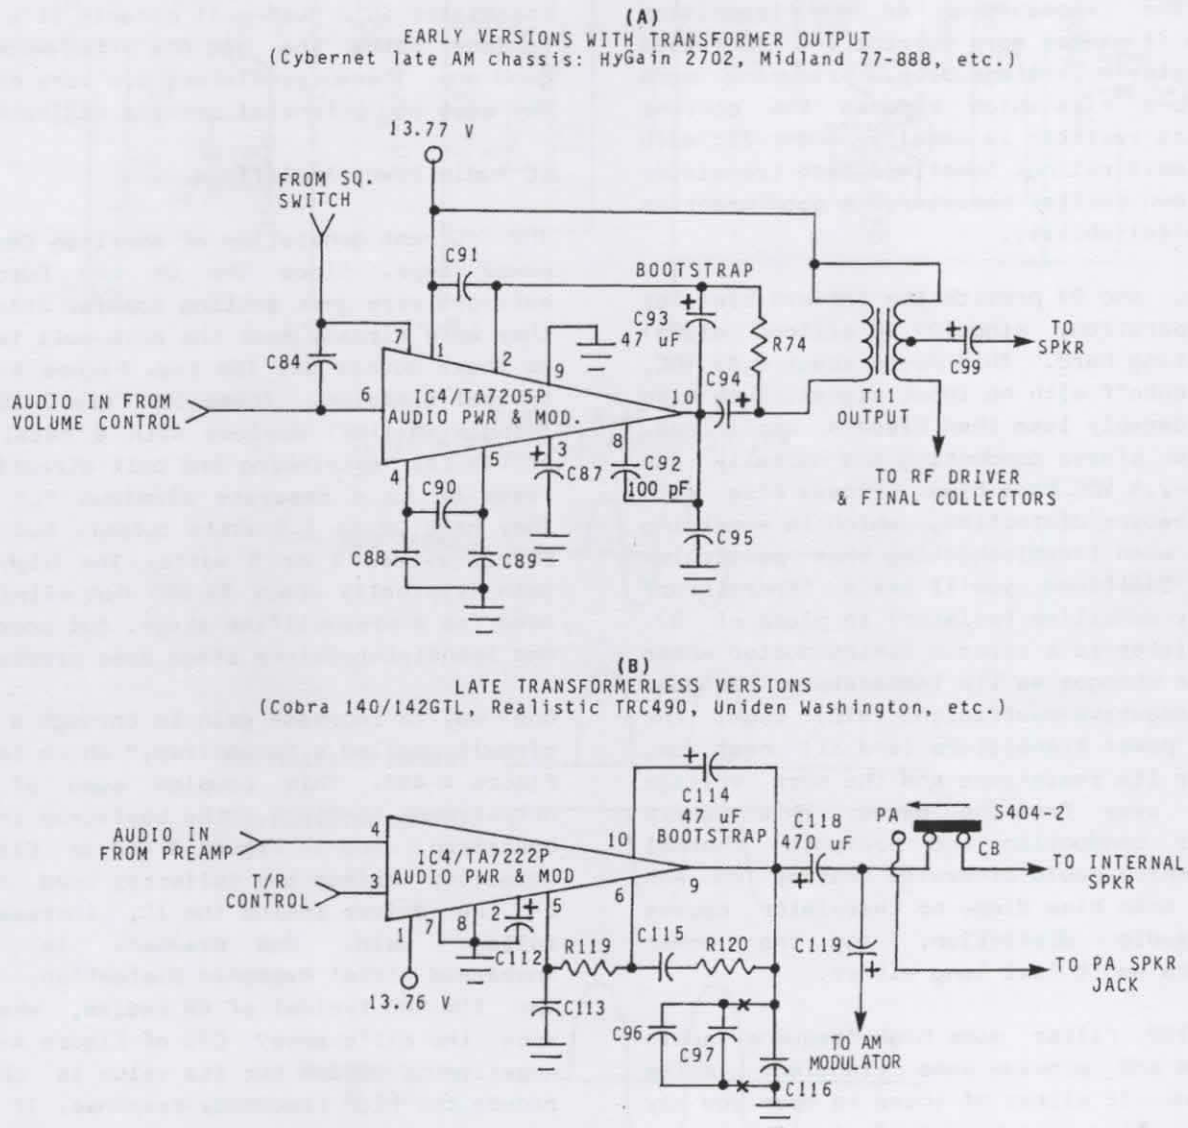 (A)
EARLY VERSIONS WITH TRANSFORMER OUTPUT
(Cybernet late AM chassis: HyGain 2702, Midland 77-888, etc.)
13.77 V
FROM SQ.
SWITCH
C91
BOOTSTRAP
C93
47 uF
R74
C84
7
1
2
9
6
AUDIO IN FROM
VOLUME CONTROL
IC4/TA7205P
AUDIO PWR & MOD.
10
C94
T11
OUTPUT
C99
TO
SPKR
TO RF DRIVER
& FINAL COLLECTORS
4
5
3
8
C87
C92
100 pF
C90
C88
C89
C95
(B)
LATE TRANSFORMERLESS VERSIONS
(Cobra 140/142GTL, Realistic TRC490, Uniden Washington, etc.)
C114
47 uF
BOOTSTRAP
C118
470 uF
PA
S404-2
CB
AUDIO IN
FROM PREAMP
4
IC4/TA7222P
AUDIO PWR & MOD
10
9
6
T/R
CONTROL
3
1
7
8
2
5
C112
13.76 V
R119
C115
R120
C119
C113
C96
C97
C116
TO INTERNAL
SPKR
TO PA SPKR
JACK
TO AM
MODULATOR